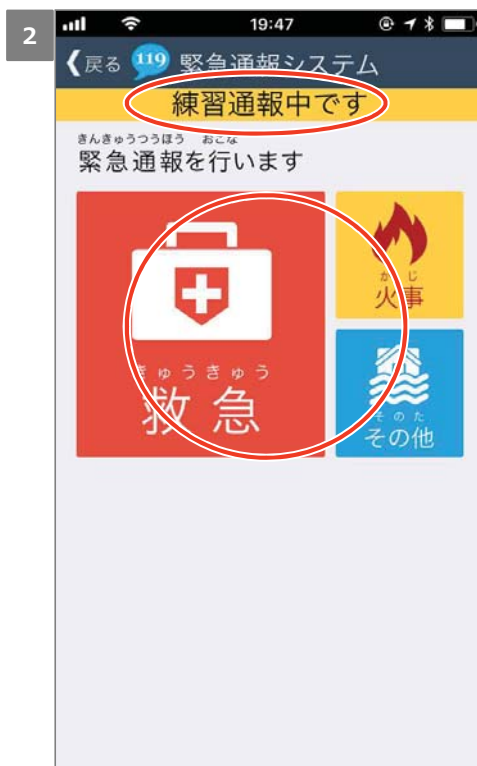 2
19:47
戻る 119 緊急通報システム
練習通報中です
きんきゅうつうほう おこな
緊急通報を行います
きゅうきゅう
救急
かじ
火事
そのた
その他